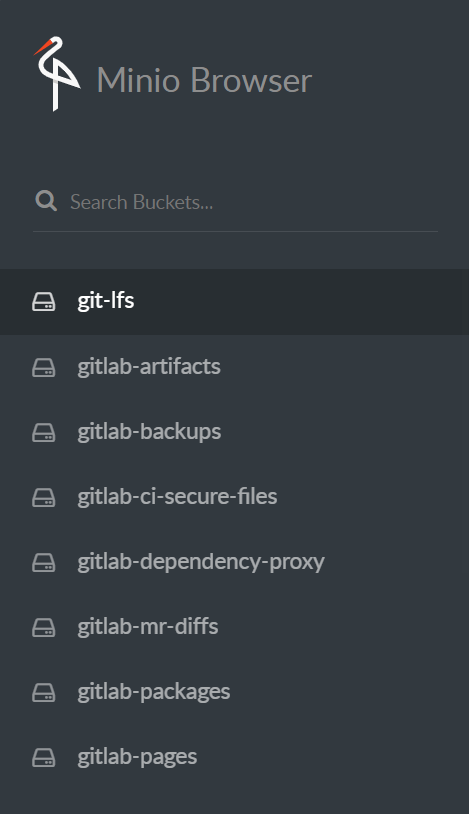 Minio Browser
Search Buckets...
git-lfs
gitlab-artifacts
gitlab-backups
gitlab-ci-secure-files
gitlab-dependency-proxy
gitlab-mr-diffs
gitlab-packages
gitlab-pages